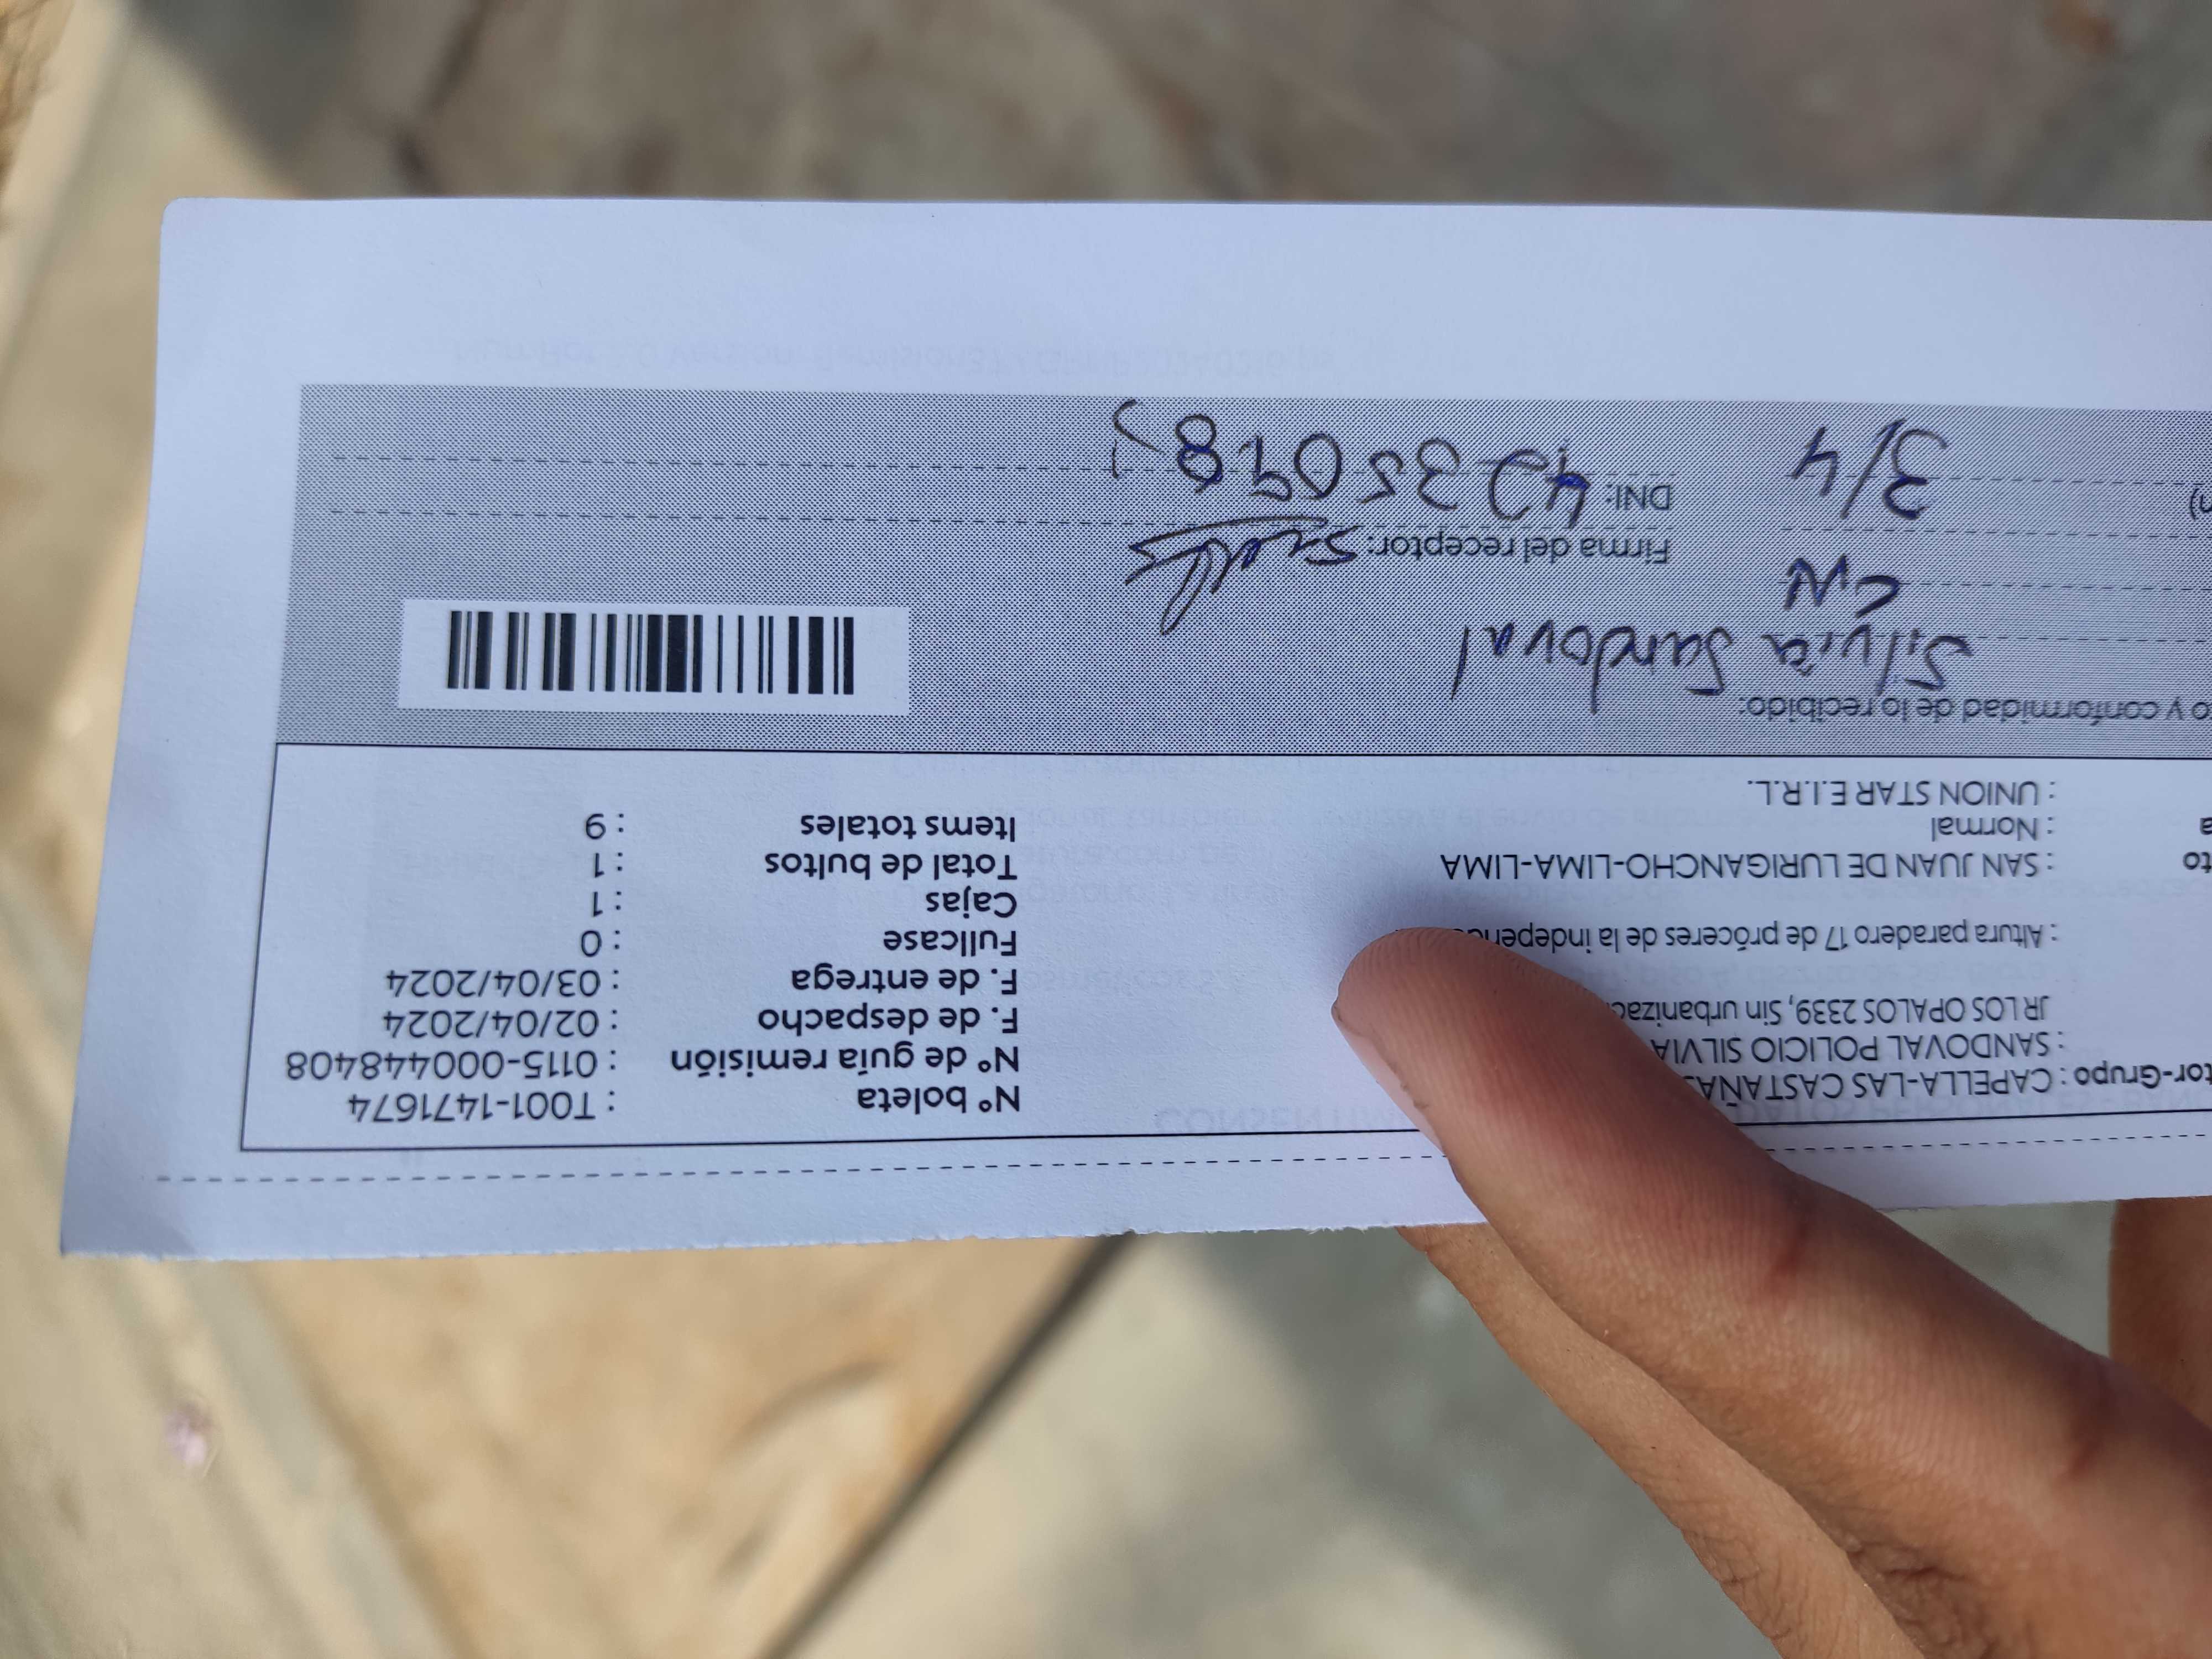 tor-Grupo : CAPELLA-LAS CASTAÑAS
: SANDOVAL POLICIO SILVIA
JR LOS OPALOS 2339, Sin urbanizac
: Altura paradero 17 de próceres de la indepen
to : SAN JUAN DE LURIGANCHO-LIMA-LIMA
a : Normal
: UNION STAR E.I.R.L.
N° boleta : T001-1471674
N° de guía remisión : 0115-000448408
F. de despacho : 02/04/2024
F. de entrega : 03/04/2024
Fullcase : 0
Cajas : 1
Total de bultos : 1
Items totales : 9
o y conformidad de lo recibido:
Silvia Sandoval
CN
Firma del receptor:
3/4
DNI: